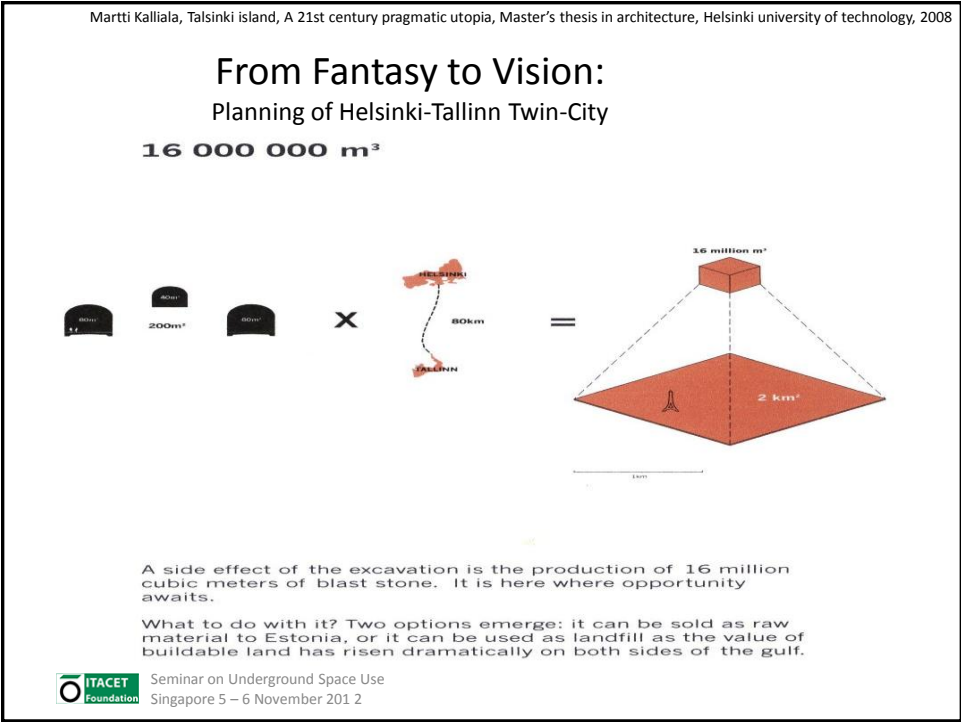 Martti Kalliala, Talsinki island, A 21st century pragmatic utopia, Master’s thesis in architecture, Helsinki university of technology, 2008
From Fantasy to Vision:
Planning of Helsinki-Tallinn Twin-City
16 000 000 m³
80m²
40m²
200m²
80m²
X
HELSINKI
80km
TALLINN
=
16 million m³
2 km²
1km
A side effect of the excavation is the production of 16 million
cubic meters of blast stone. It is here where opportunity
awaits.
What to do with it? Two options emerge: it can be sold as raw
material to Estonia, or it can be used as landfill as the value of
buildable land has risen dramatically on both sides of the gulf.
ITACET
Foundation
Seminar on Underground Space Use
Singapore 5 – 6 November 201 2